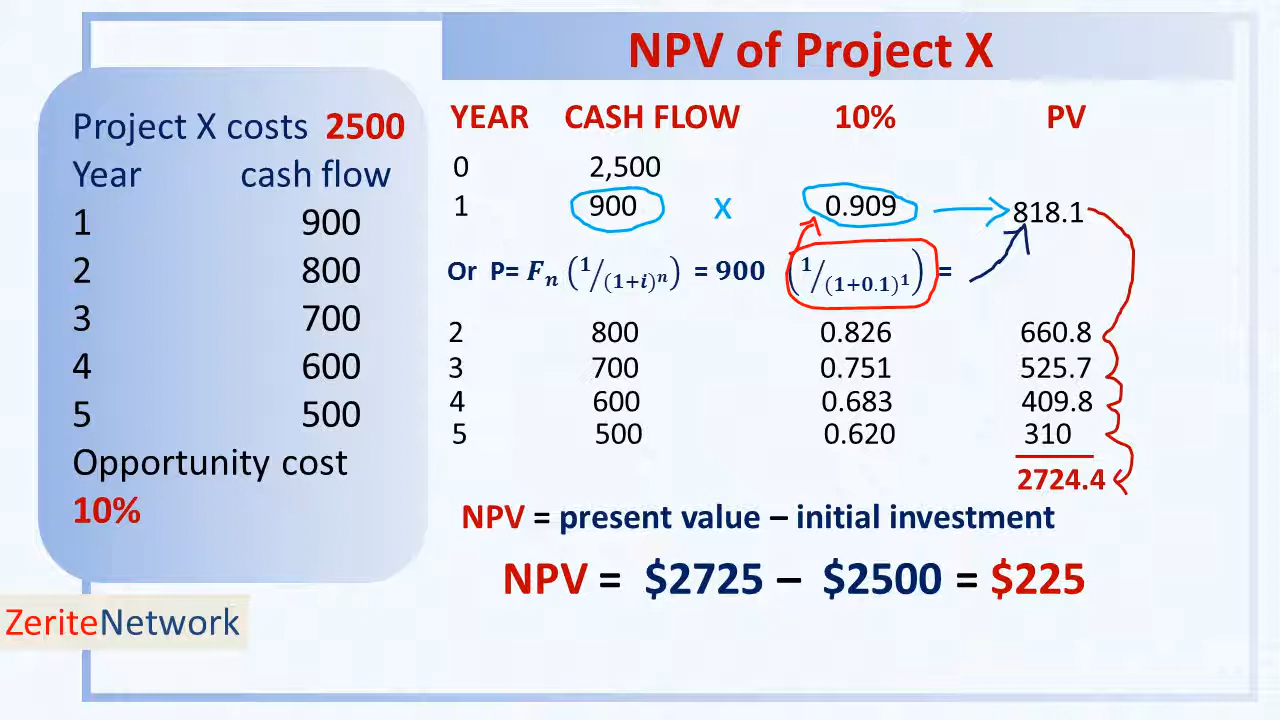 NPV of Project X
Project X costs 2500
Year cash flow
1 900
2 800
3 700
4 600
5 500
Opportunity cost
10%
YEAR CASH FLOW 10% PV
0 2,500
1 900 X 0.909 818.1
Or P= Fₙ (1/(1+i)ⁿ) = 900 (1/(1+0.1)¹) =
2 800 0.826 660.8
3 700 0.751 525.7
4 600 0.683 409.8
5 500 0.620 310
2724.4
NPV = present value – initial investment
NPV = $2725 – $2500 = $225
ZeriteNetwork